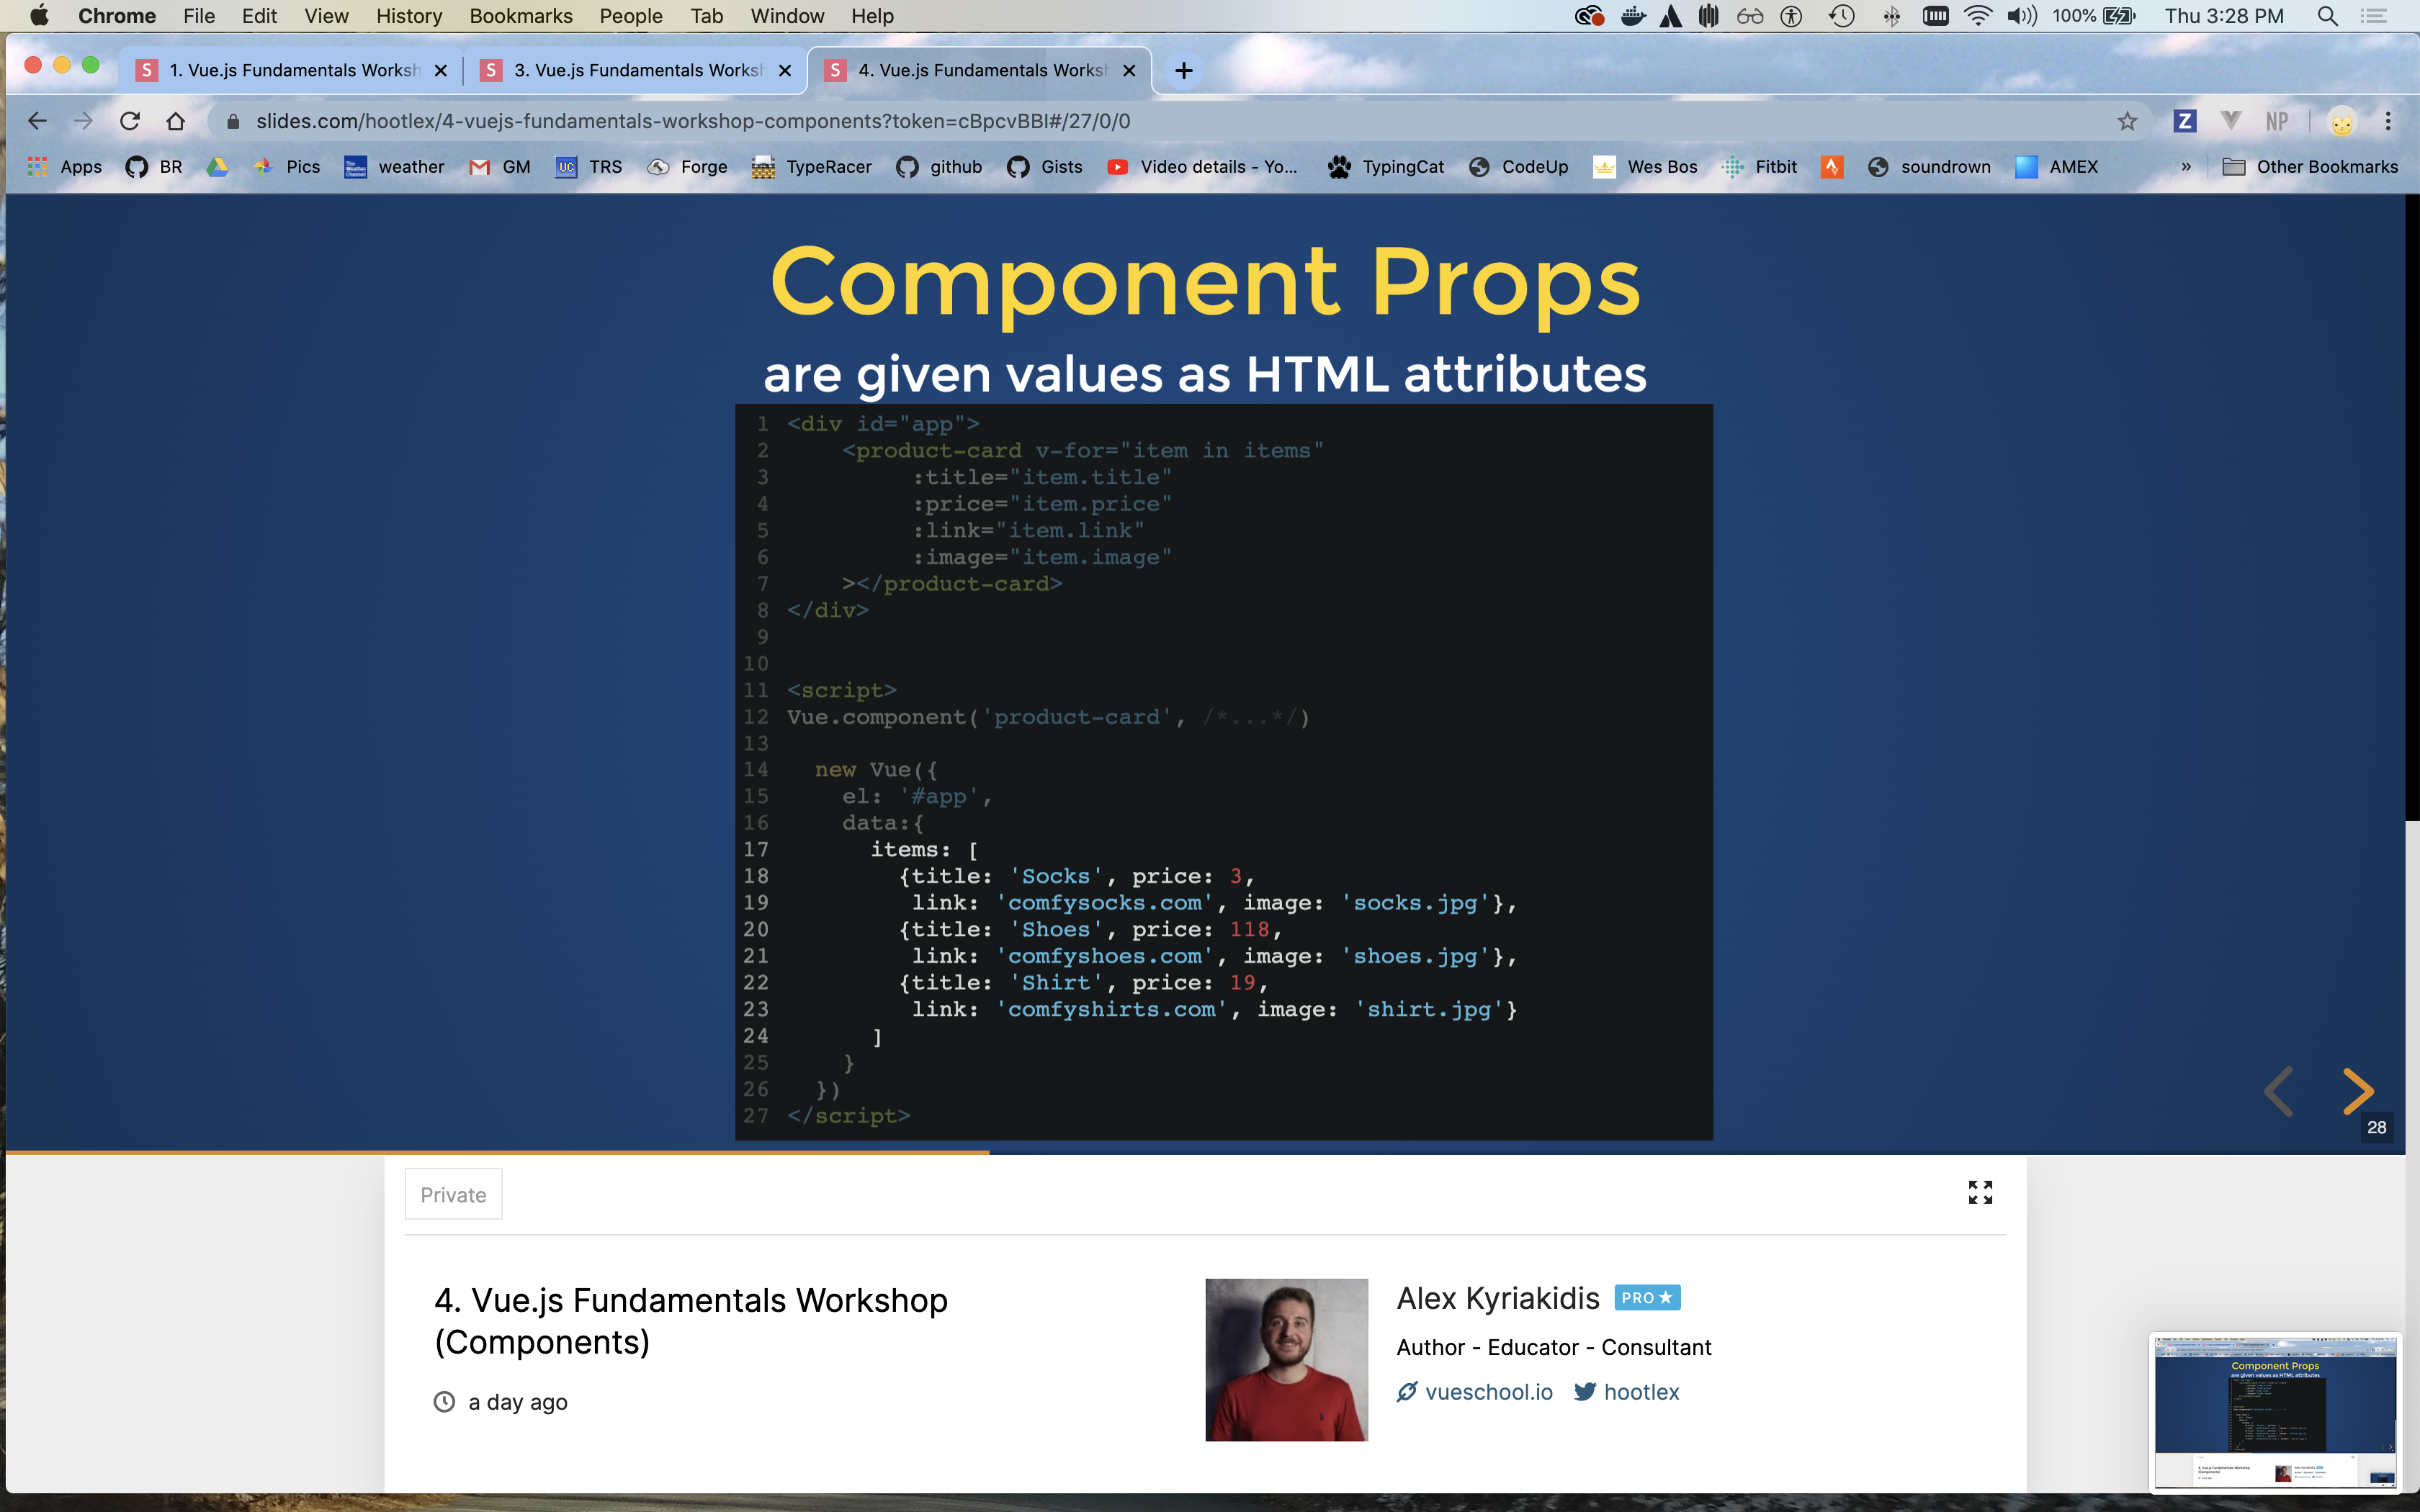 Chrome File Edit View History Bookmarks People Tab Window Help 100% Thu 3:28 PM
S 1. Vue.js Fundamentals Worksh S 3. Vue.js Fundamentals Worksh S 4. Vue.js Fundamentals Worksh
slides.com/hootlex/4-vuejs-fundamentals-workshop-components?token=cBpcvBBI#/27/0/0 Z NP
Apps BR Pics weather GM UC TRS Forge TypeRacer github Gists Video details - Yo... TypingCat CodeUp Wes Bos Fitbit soundrown AMEX » Other Bookmarks
Component Props
are given values as HTML attributes
1 <div id="app">
2 <product-card v-for="item in items"
3 :title="item.title"
4 :price="item.price"
5 :link="item.link"
6 :image="item.image"
7 ></product-card>
8 </div>
9
10
11 <script>
12 Vue.component('product-card', /*...*/)
13
14 new Vue({
15 el: '#app',
16 data:{
17 items: [
18 {title: 'Socks', price: 3,
19 link: 'comfysocks.com', image: 'socks.jpg'},
20 {title: 'Shoes', price: 118,
21 link: 'comfyshoes.com', image: 'shoes.jpg'},
22 {title: 'Shirt', price: 19,
23 link: 'comfyshirts.com', image: 'shirt.jpg'}
24 ]
25 }
26 })
27 </script>
28
Private
4. Vue.js Fundamentals Workshop
(Components)
a day ago
Alex Kyriakidis PRO
Author - Educator - Consultant
vueschool.io hootlex
Component Props
are given values as HTML attributes